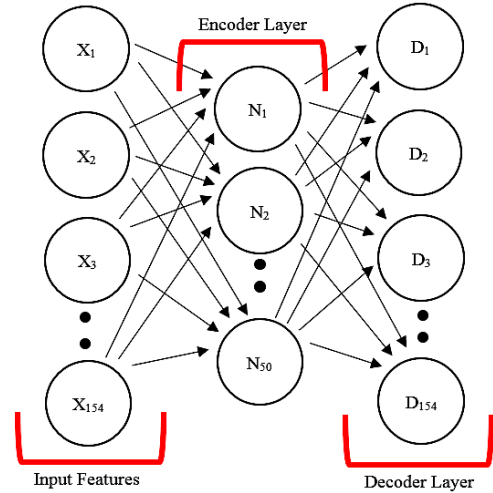 Encoder Layer
X1
X2
X3
X154
N1
N2
N50
D1
D2
D3
D154
Input Features
Decoder Layer